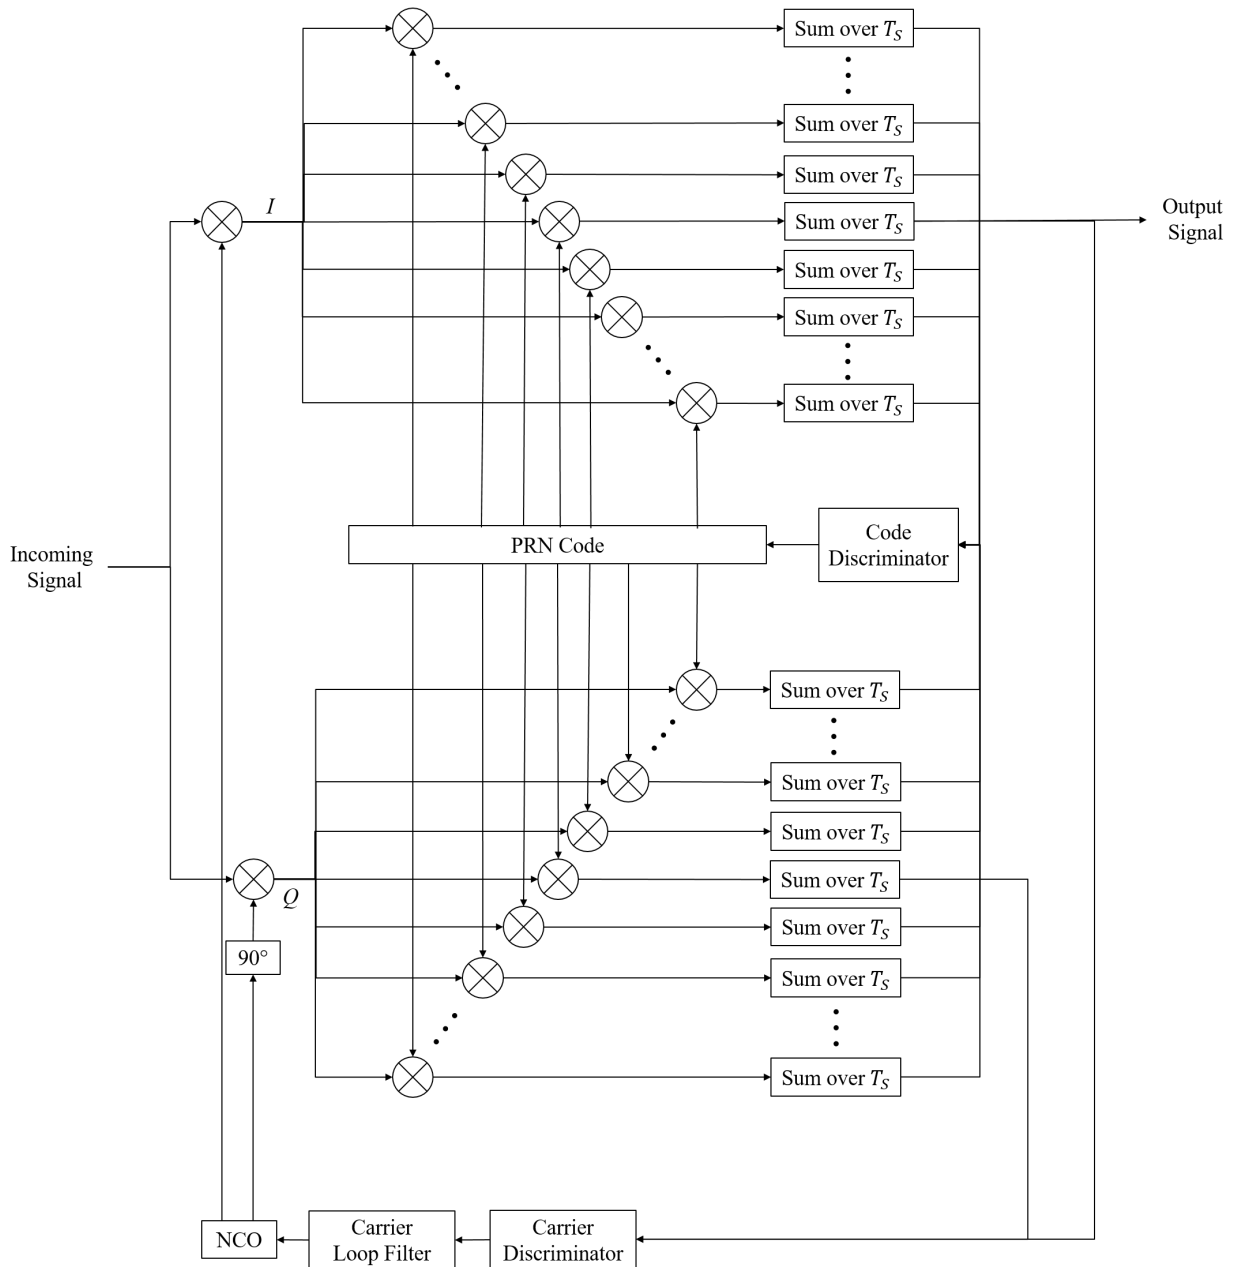 Sum over T_S
Sum over T_S
Sum over T_S
I
Sum over T_S
Output
Signal
Sum over T_S
Sum over T_S
Sum over T_S
PRN Code
Code
Discriminator
Incoming
Signal
Sum over T_S
Sum over T_S
Sum over T_S
Q
Sum over T_S
Sum over T_S
90°
Sum over T_S
Sum over T_S
NCO
Carrier
Loop Filter
Carrier
Discriminator